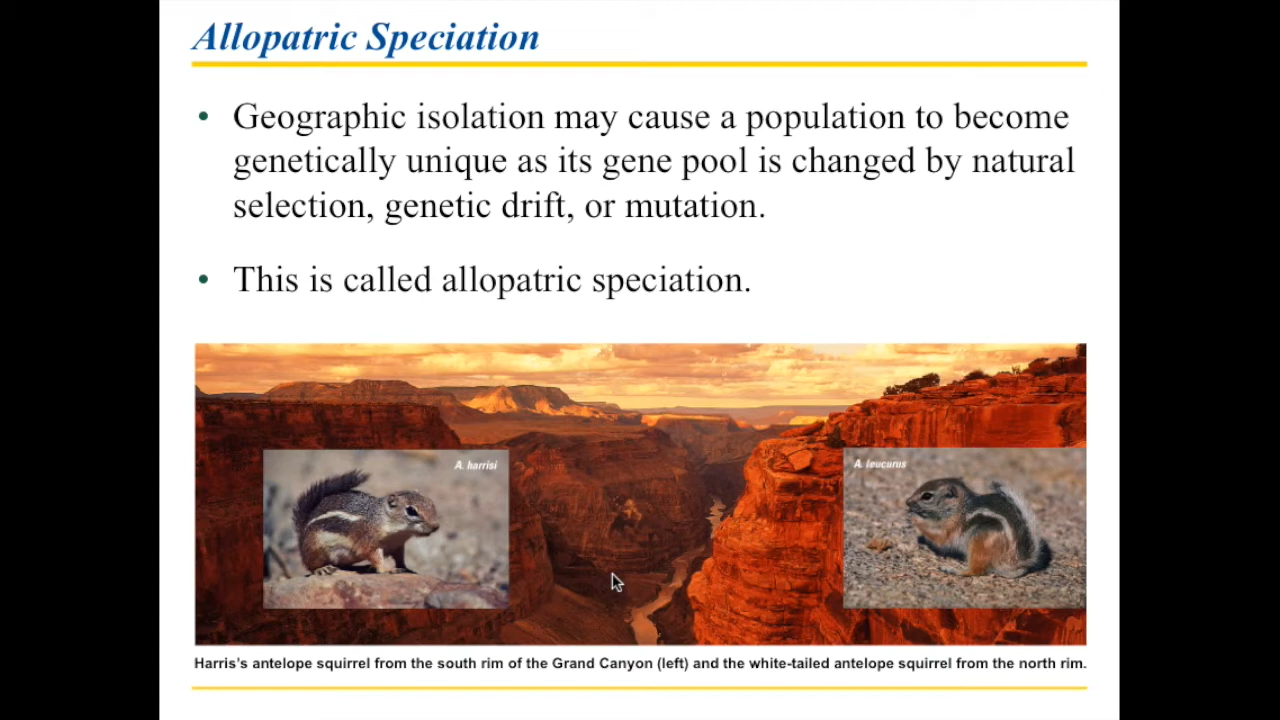 Allopatric Speciation
• Geographic isolation may cause a population to become
genetically unique as its gene pool is changed by natural
selection, genetic drift, or mutation.
• This is called allopatric speciation.
A. harrisi
A. leucurus
Harris's antelope squirrel from the south rim of the Grand Canyon (left) and the white-tailed antelope squirrel from the north rim.